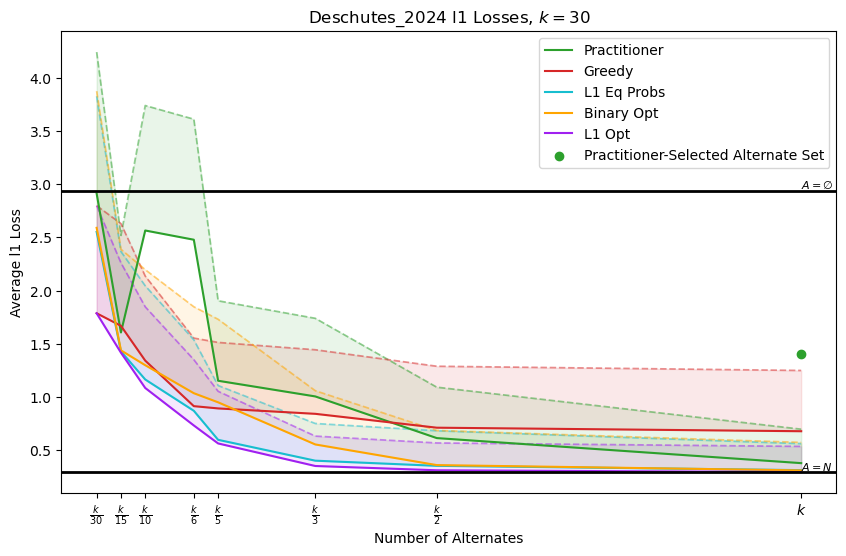 Deschutes_2024 l1 Losses, k = 30
Average l1 Loss
4.0
3.5
3.0
2.5
2.0
1.5
1.0
0.5
Practitioner
Greedy
L1 Eq Probs
Binary Opt
L1 Opt
Practitioner-Selected Alternate Set
A = ∅
A = N
k/30 k/15 k/10 k/6 k/5 k/3 k/2 k
Number of Alternates